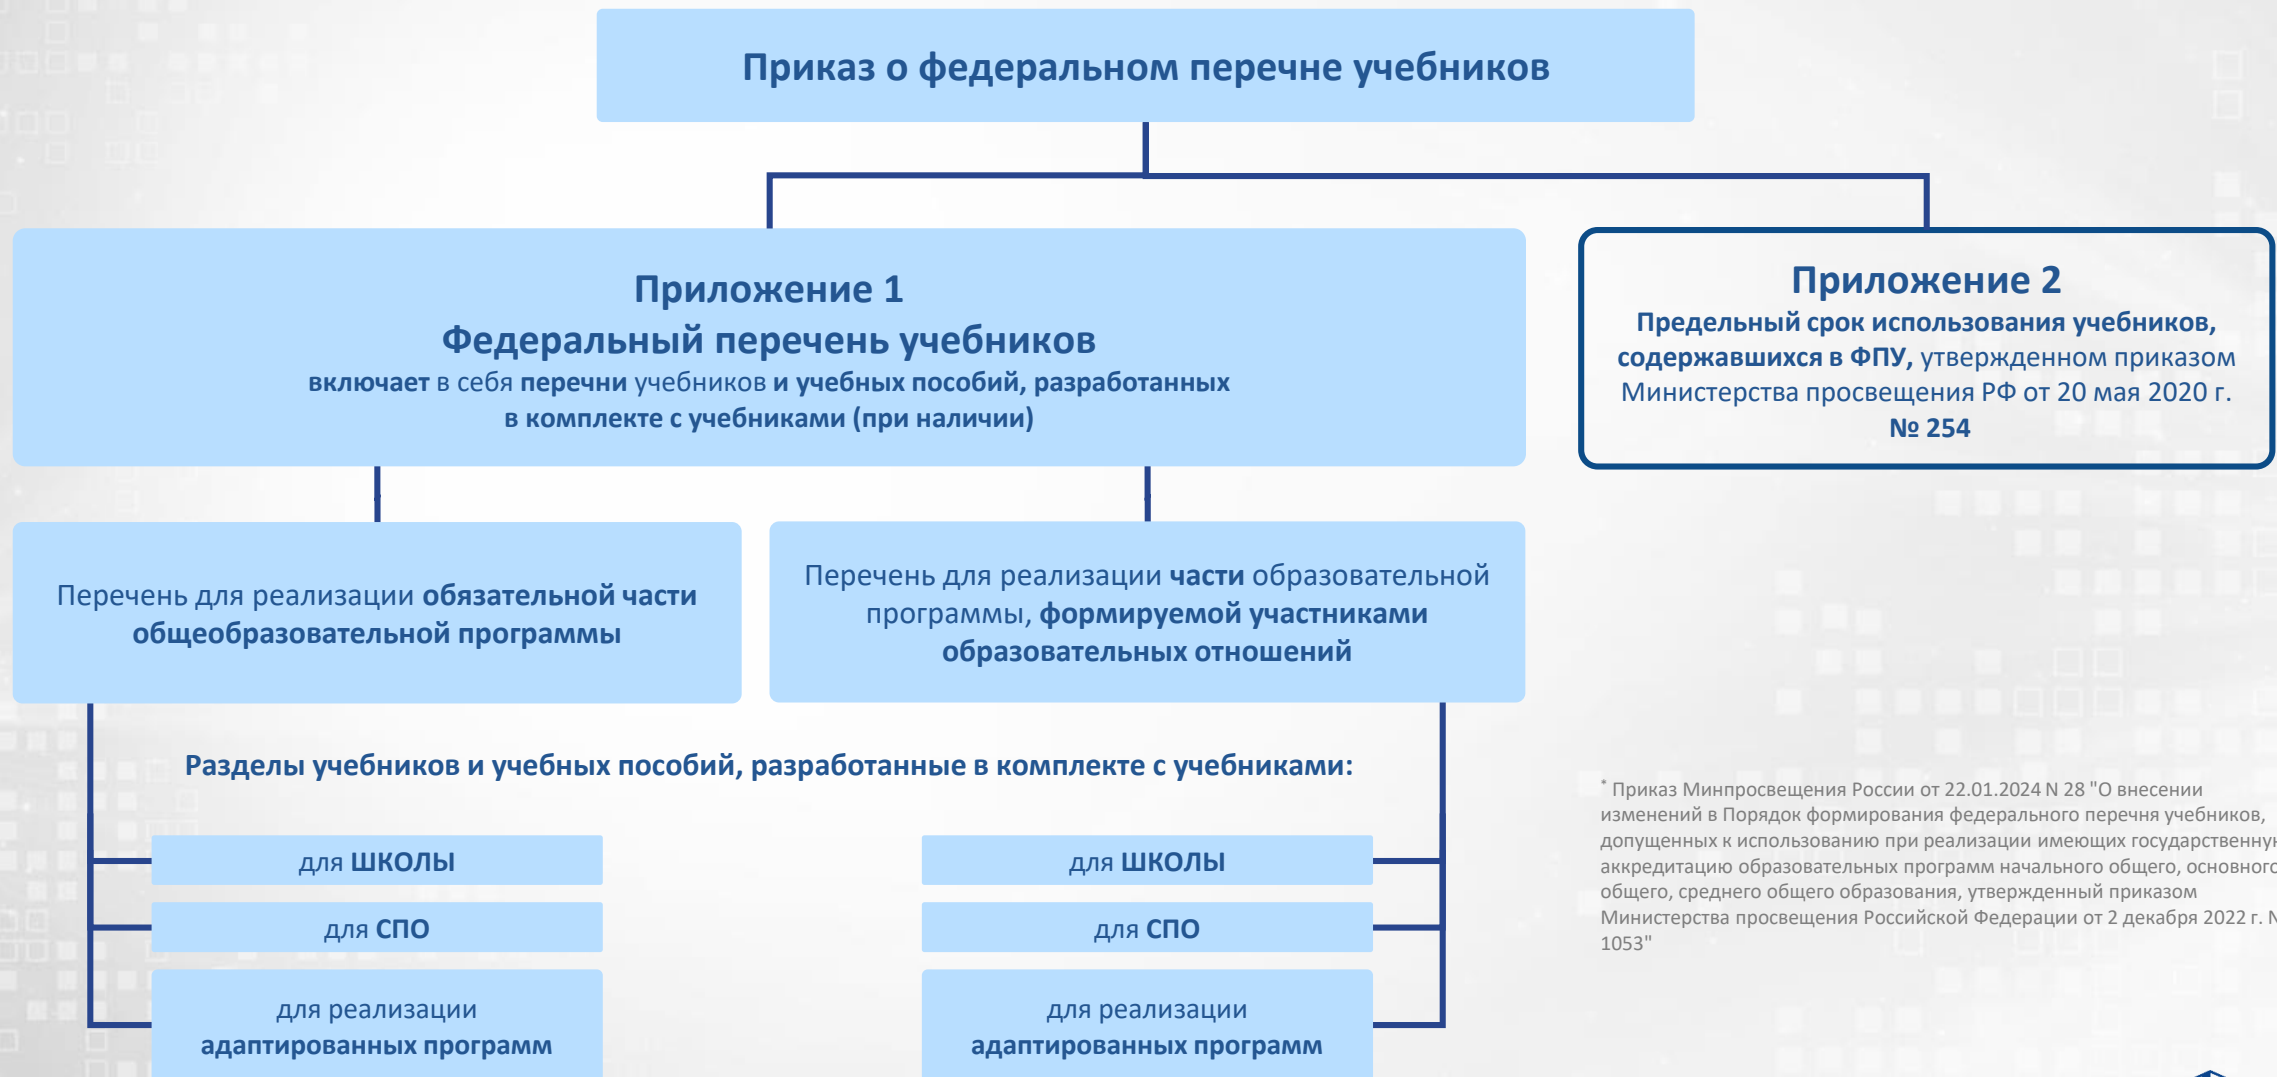 Приказ о федеральном перечне учебников
Приложение 1
Федеральный перечень учебников
включает в себя перечни учебников и учебных пособий, разработанных
в комплекте с учебниками (при наличии)
Приложение 2
Предельный срок использования учебников,
содержавшихся в ФПУ, утвержденном приказом
Министерства просвещения РФ от 20 мая 2020 г.
№ 254
Перечень для реализации обязательной части
общеобразовательной программы
Перечень для реализации части образовательной
программы, формируемой участниками
образовательных отношений
Разделы учебников и учебных пособий, разработанные в комплекте с учебниками:
для ШКОЛЫ
для СПО
для реализации
адаптированных программ
для ШКОЛЫ
для СПО
для реализации
адаптированных программ
* Приказ Минпросвещения России от 22.01.2024 N 28 "О внесении
изменений в Порядок формирования федерального перечня учебников,
допущенных к использованию при реализации имеющих государственную
аккредитацию образовательных программ начального общего, основного
общего, среднего общего образования, утвержденный приказом
Министерства просвещения Российской Федерации от 2 декабря 2022 г. N
1053"